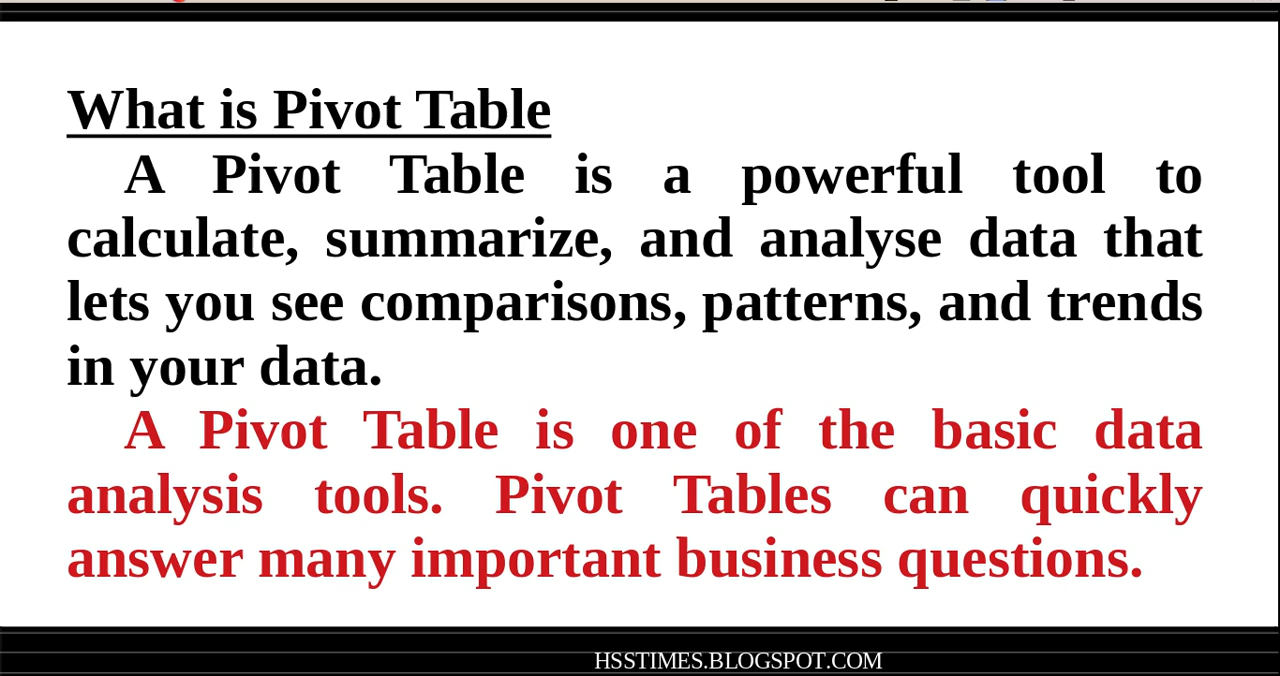 What is Pivot Table
A Pivot Table is a powerful tool to
calculate, summarize, and analyse data that
lets you see comparisons, patterns, and trends
in your data.
A Pivot Table is one of the basic data
analysis tools. Pivot Tables can quickly
answer many important business questions.
HSSTIMES.BLOGSPOT.COM